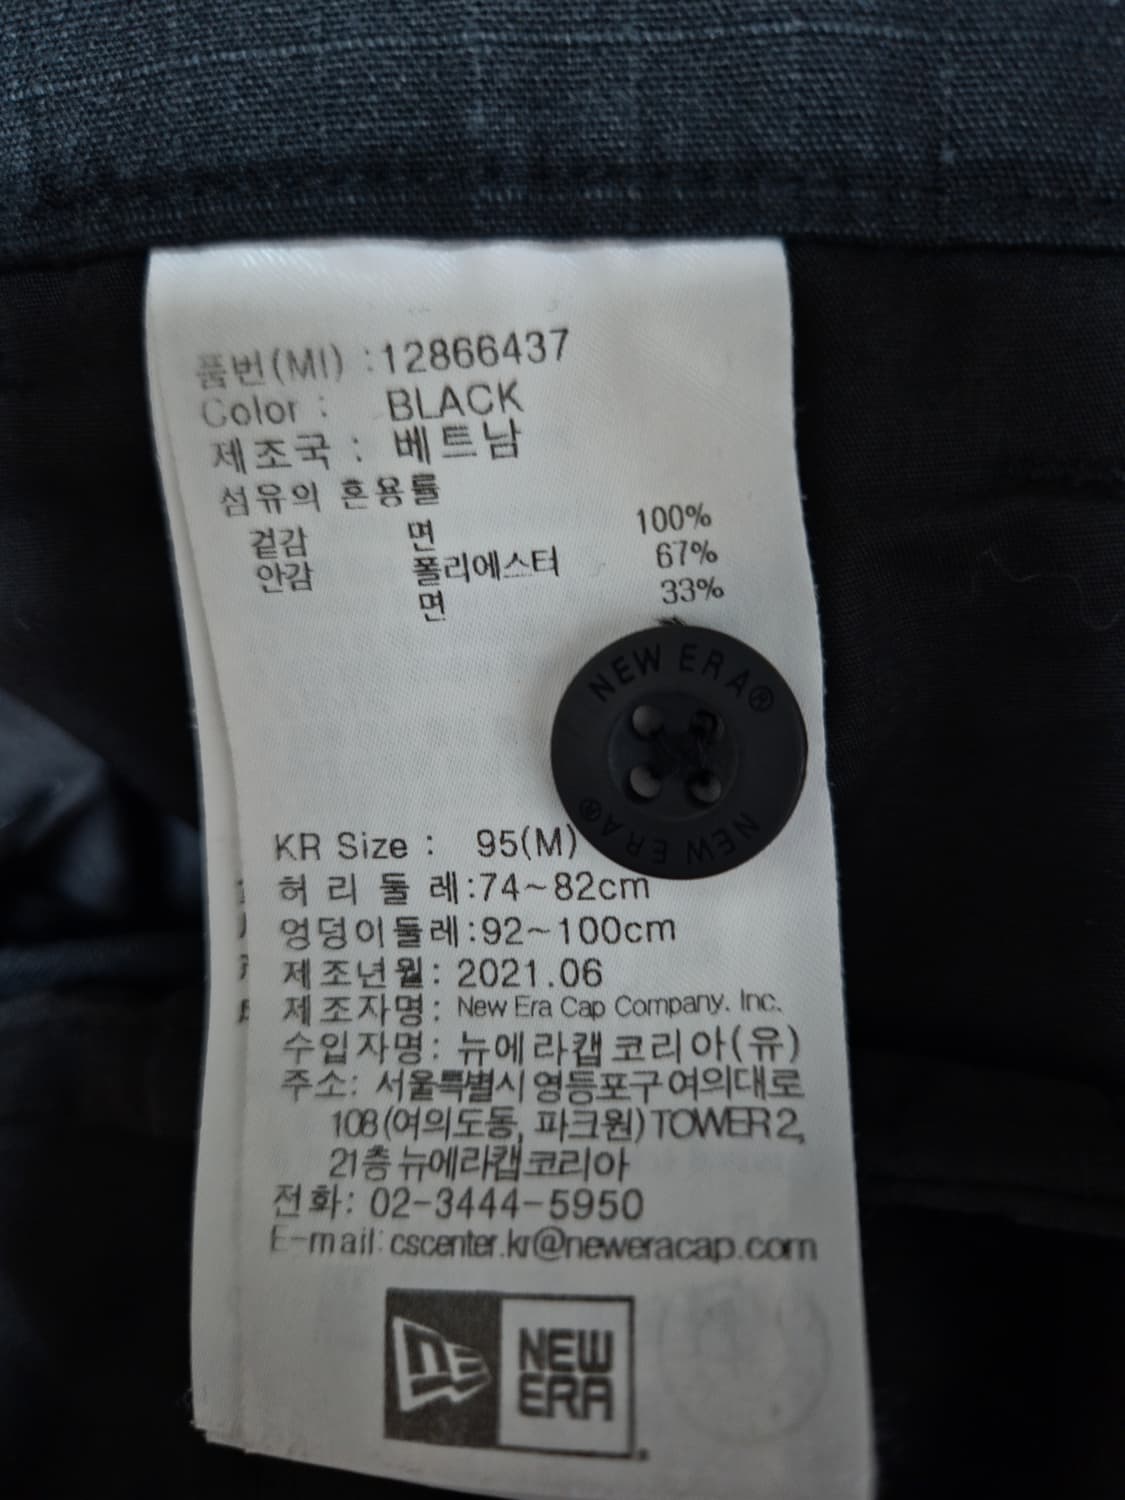 품번(MI) :12866437
Color : BLACK
제조국 : 베트남
섬유의 혼용률
겉감 면 100%
안감 폴리에스터 67%
면 33%
NEW ERA®
NEW ERA®
KR Size : 95(M)
허 리 둘 레:74~82cm
엉덩이둘레:92~100cm
제조년월: 2021.06
제조자명: New Era Cap Company. Inc.
수입자명: 뉴에라캡코리아(유)
주소: 서울특별시 영등포구 여의대로
108 (여의도동, 파크원) TOWER 2,
21층 뉴에라캡코리아
전화: 02-3444-5950
E-mail: cscenter.kr@neweracap.com
NEW
ERA